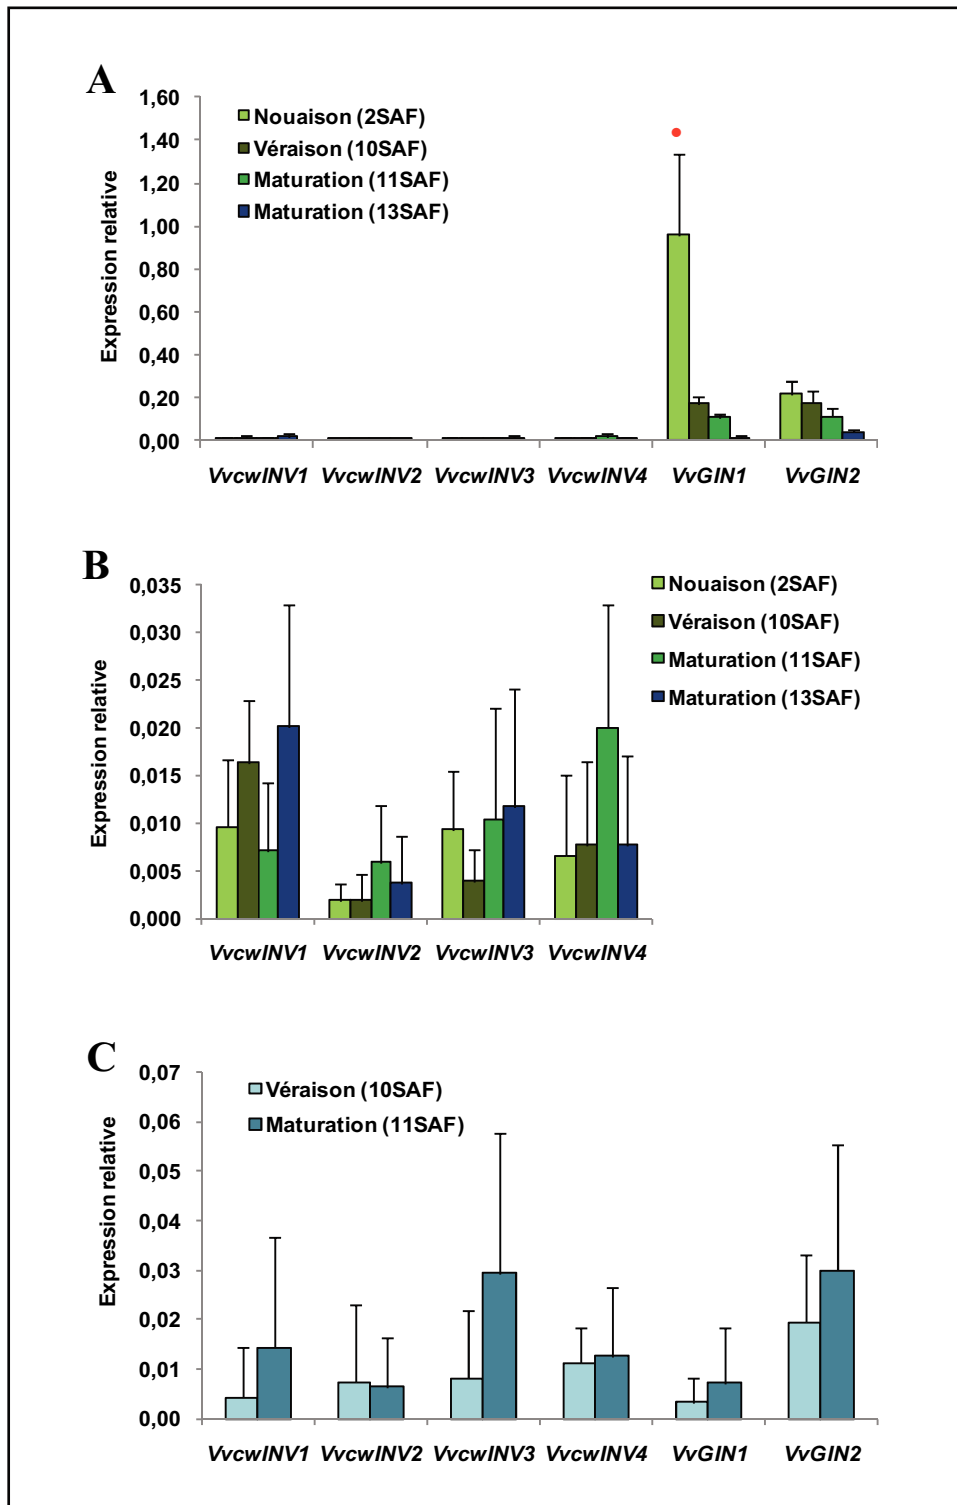 A
1,60
1,40
1,20
1,00
0,80
0,60
0,40
0,20
0,00
Expression relative
Nouaison (2SAF)
Véraison (10SAF)
Maturation (11SAF)
Maturation (13SAF)
VvcwINV1 VvcwINV2 VvcwINV3 VvcwINV4 VvGIN1 VvGIN2
B
0,035
0,030
0,025
0,020
0,015
0,010
0,005
0,000
Expression relative
Nouaison (2SAF)
Véraison (10SAF)
Maturation (11SAF)
Maturation (13SAF)
VvcwINV1 VvcwINV2 VvcwINV3 VvcwINV4
C
0,07
0,06
0,05
0,04
0,03
0,02
0,01
0,00
Expression relative
Véraison (10SAF)
Maturation (11SAF)
VvcwINV1 VvcwINV2 VvcwINV3 VvcwINV4 VvGIN1 VvGIN2